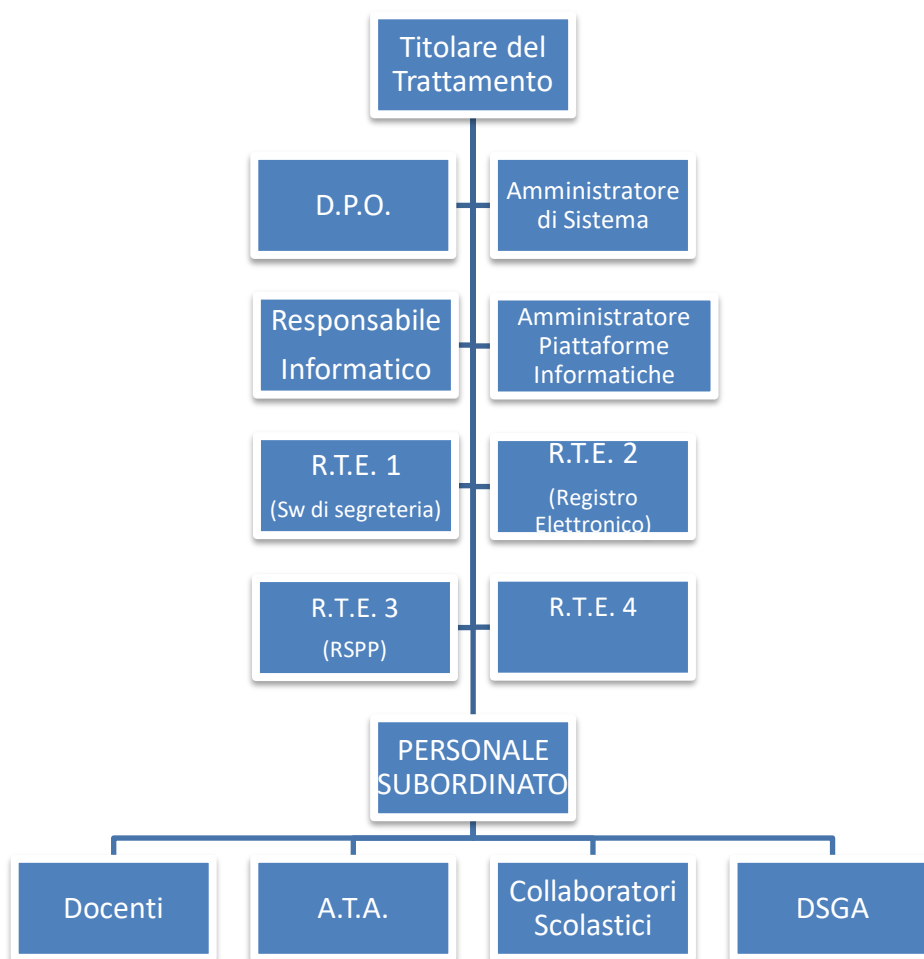 Titolare del
Trattamento
D.P.O.
Amministratore
di Sistema
Responsabile
Informatico
Amministratore
Piattaforme
Informatiche
R.T.E. 1
(Sw di segreteria)
R.T.E. 2
(Registro
Elettronico)
R.T.E. 3
(RSPP)
R.T.E. 4
PERSONALE
SUBORDINATO
Docenti
A.T.A.
Collaboratori
Scolastici
DSGA